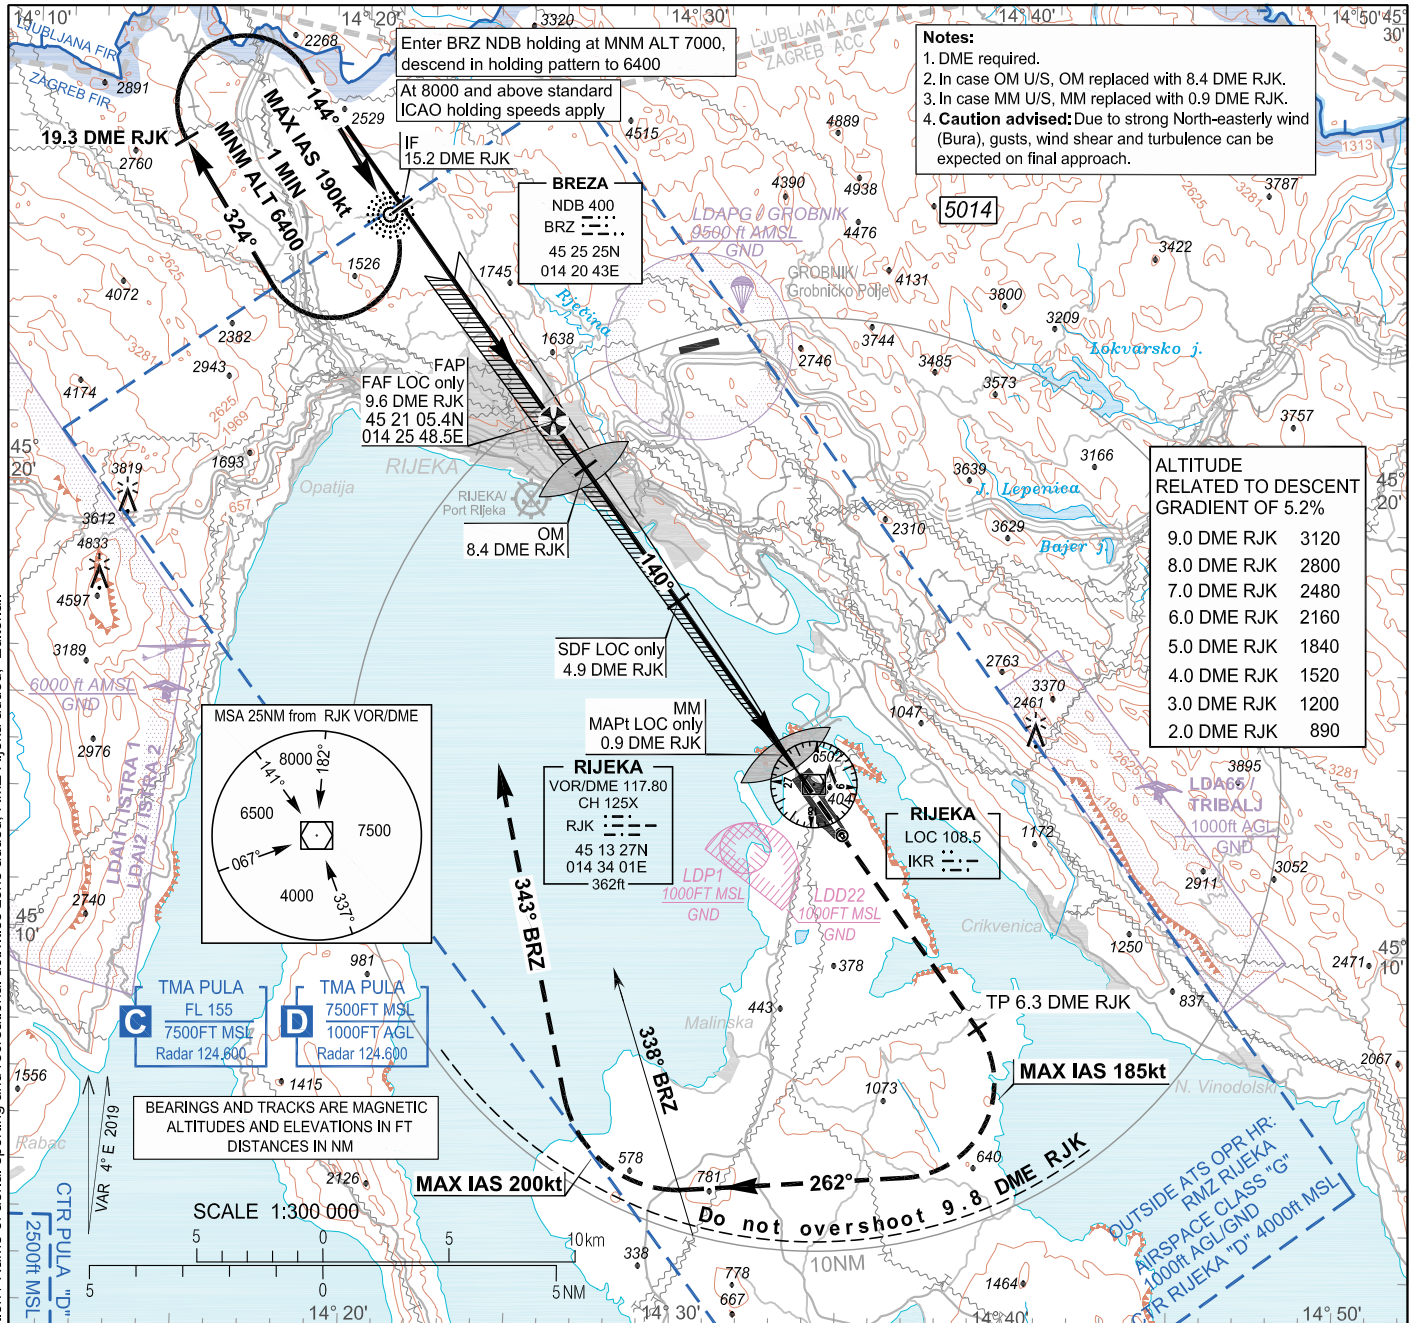 14°10'
14°20'
14°30'
14°40'
14°50'45"
30'
LJUBLJANA FIR
ZAGREB FIR
LJUBLJANA ACC
ZAGREB ACC
2268
3320
2891
2529
2760
4515
4889
4390
4938
4476
3787
1313
2625
3422
4131
3800
3209
Enter BRZ NDB holding at MNM ALT 7000,
descend in holding pattern to 6400
At 8000 and above standard
ICAO holding speeds apply
Notes:
1. DME required.
2. In case OM U/S, OM replaced with 8.4 DME RJK.
3. In case MM U/S, MM replaced with 0.9 DME RJK.
4. Caution advised: Due to strong North-easterly wind
(Bura), gusts, wind shear and turbulence can be
expected on final approach.
5014
19.3 DME RJK
144°
MAX IAS 190kt
1 MIN
MNM ALT 6400
324°
IF
15.2 DME RJK
BREZA
NDB 400
BRZ
45 25 25N
014 20 43E
LDAPG / GROBNIK
9500 ft AMSL
GND
GROBNIK/
Grobničko Polje
1526
1745
Rječina
1638
2625
4072
3281
2382
2943
4174
2625
1969
1693
657
3819
3612
4833
4597
3189
2746
3744
3485
3573
Lokvarsko j.
3757
3166
3639
J. Lepenica
3629
2310
Bajer j.
FAP
FAF LOC only
9.6 DME RJK
45 21 05.4N
014 25 48.5E
RIJEKA
Opatija
RIJEKA/
Port Rijeka
45°
20'
45°
20'
OM
8.4 DME RJK
140°
SDF LOC only
4.9 DME RJK
MM
MAPt LOC only
0.9 DME RJK
ALTITUDE
RELATED TO DESCENT
GRADIENT OF 5.2%
9.0 DME RJK 3120
8.0 DME RJK 2800
7.0 DME RJK 2480
6.0 DME RJK 2160
5.0 DME RJK 1840
4.0 DME RJK 1520
3.0 DME RJK 1200
2.0 DME RJK 890
6000 ft AMSL
GND
2976
LDAI1 / ISTRA 1
LDAI2 / ISTRA 2
2740
MSA 25NM from RJK VOR/DME
8000
182°
141°
6500
7500
067°
4000
337°
RIJEKA
VOR/DME 117.80
CH 125X
RJK
45 13 27N
014 34 01E
362ft
RIJEKA
LOC 108.5
IKR
2763
3370
2461
1047
1969
1172
3895
3281
LDA65 /
TRIBALJ
1000ft AGL
GND
3052
2911
LDP1
1000FT MSL
GND
LDD22
1000FT MSL
GND
404
27
Crikvenica
1250
2471
837
2067
N. Vinodolski
45°
10'
45°
10'
981
378
443
Malinska
343° BRZ
338° BRZ
TP 6.3 DME RJK
MAX IAS 185kt
1073
640
C
TMA PULA
FL 155
7500FT MSL
Radar 124,600
D
TMA PULA
7500FT MSL
1000FT AGL
Radar 124,600
1556
1415
Rabac
VAR 4° E 2019
BEARINGS AND TRACKS ARE MAGNETIC
ALTITUDES AND ELEVATIONS IN FT
DISTANCES IN NM
2126
MAX IAS 200kt
578
781
262°
Do not overshoot 9.8 DME RJK
10NM
338
778
667
1464
SCALE 1:300 000
5 0 5 10km
5 0 5 NM
CTR PULA "D"
2500ft MSL
OUTSIDE ATS OPR HR:
RMZ RIJEKA
AIRSPACE CLASS "G"
1000ft AGL/GND
CTR RIJEKA "D" 4000ft MSL
14°20'
14°30'
14°40'
14°50'